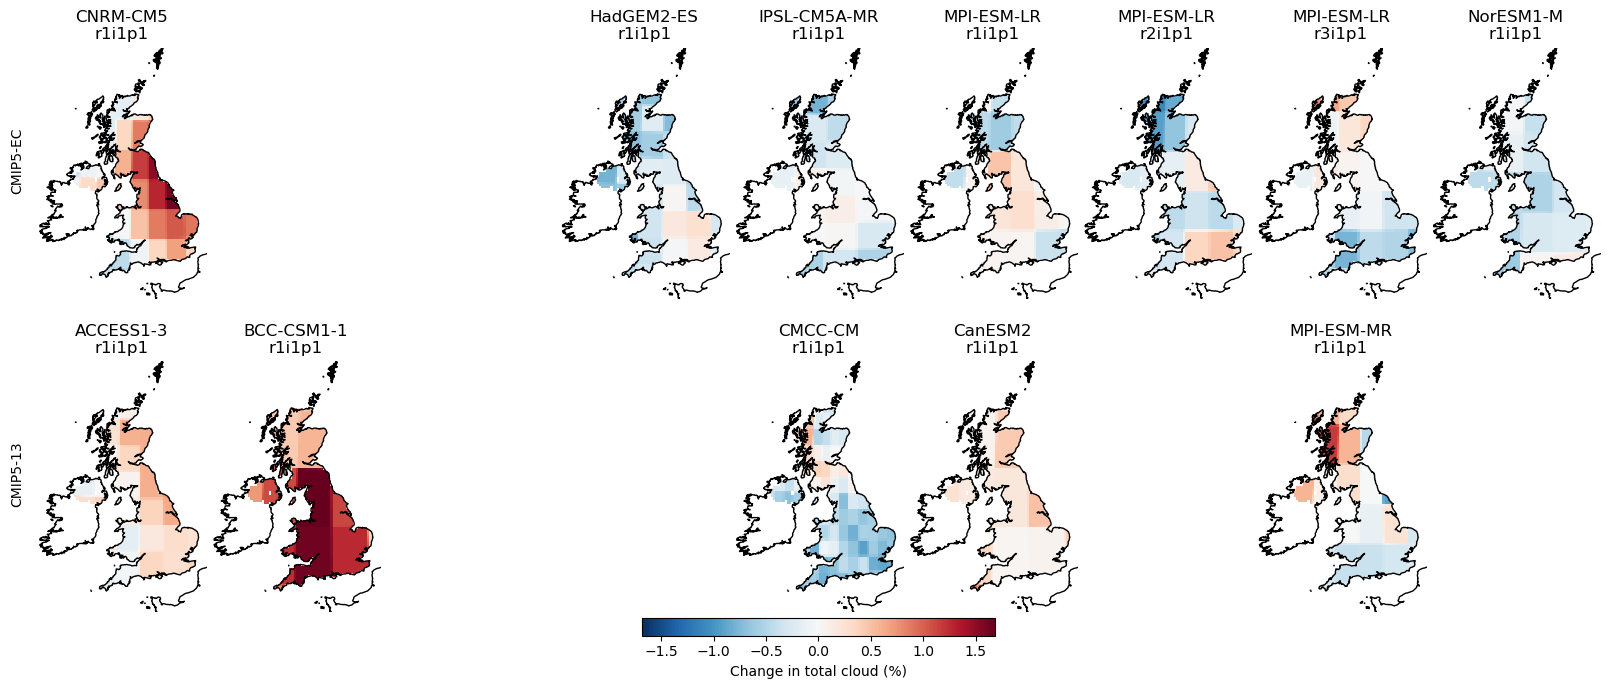 CNRM-CM5
r1i1p1
HadGEM2-ES
r1i1p1
IPSL-CM5A-MR
r1i1p1
MPI-ESM-LR
r1i1p1
MPI-ESM-LR
r2i1p1
MPI-ESM-LR
r3i1p1
NorESM1-M
r1i1p1
CMIP5-EC
ACCESS1-3
r1i1p1
BCC-CSM1-1
r1i1p1
CMCC-CM
r1i1p1
CanESM2
r1i1p1
MPI-ESM-MR
r1i1p1
CMIP5-13
−1.5 −1.0 −0.5 0.0 0.5 1.0 1.5
Change in total cloud (%)